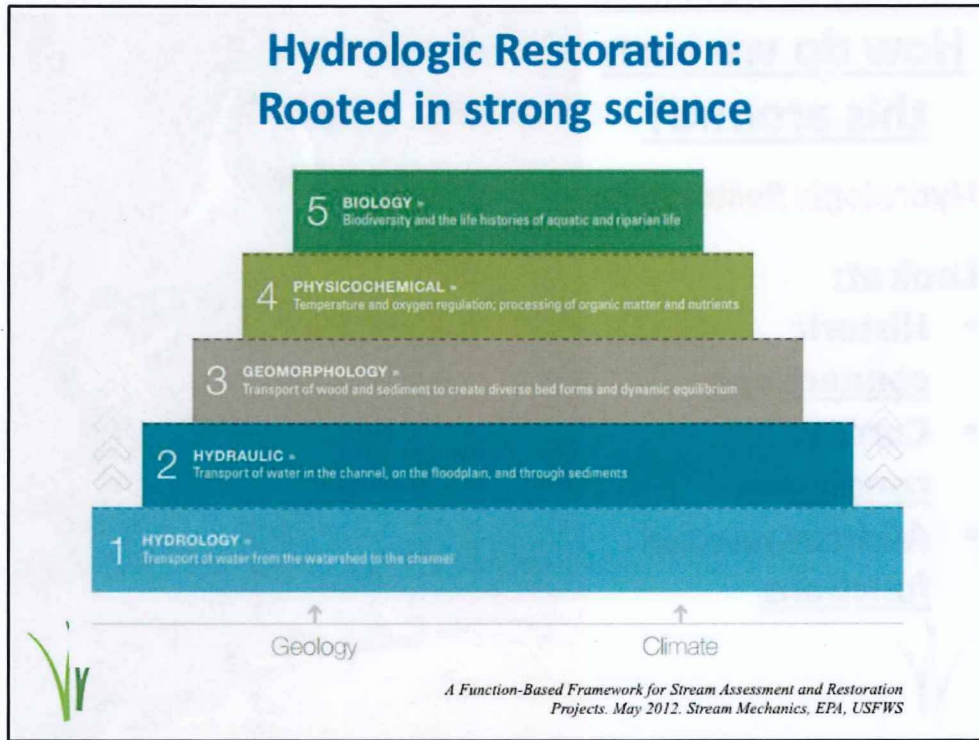 Hydrologic Restoration:
Rooted in strong science
5 BIOLOGY »
Biodiversity and the life histories of aquatic and riparian life
4 PHYSICOCHEMICAL »
Temperature and oxygen regulation; processing of organic matter and nutrients
3 GEOMORPHOLOGY »
Transport of wood and sediment to create diverse bed forms and dynamic equilibrium
2 HYDRAULIC »
Transport of water in the channel, on the floodplain, and through sediments
1 HYDROLOGY »
Transport of water from the watershed to the channel
Geology Climate
A Function-Based Framework for Stream Assessment and Restoration
Projects. May 2012. Stream Mechanics, EPA, USFWS